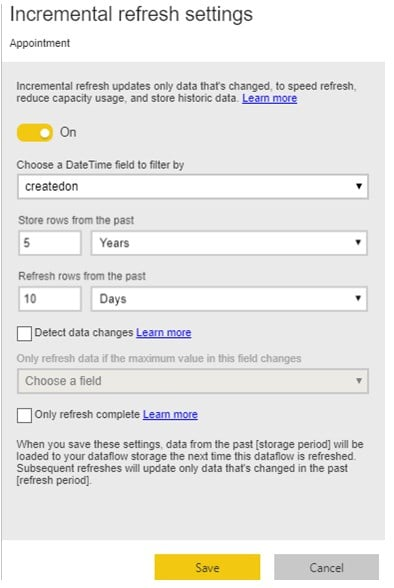 Incremental refresh settings
Appointment
Incremental refresh updates only data that's changed, to speed refresh,
reduce capacity usage, and store historic data. Learn more
On
Choose a DateTime field to filter by
createdon
Store rows from the past
5 Years
Refresh rows from the past
10 Days
Detect data changes Learn more
Only refresh data if the maximum value in this field changes
Choose a field
Only refresh complete Learn more
When you save these settings, data from the past [storage period] will be
loaded to your dataflow storage the next time this dataflow is refreshed.
Subsequent refreshes will update only data that's changed in the past
[refresh period].
Save Cancel